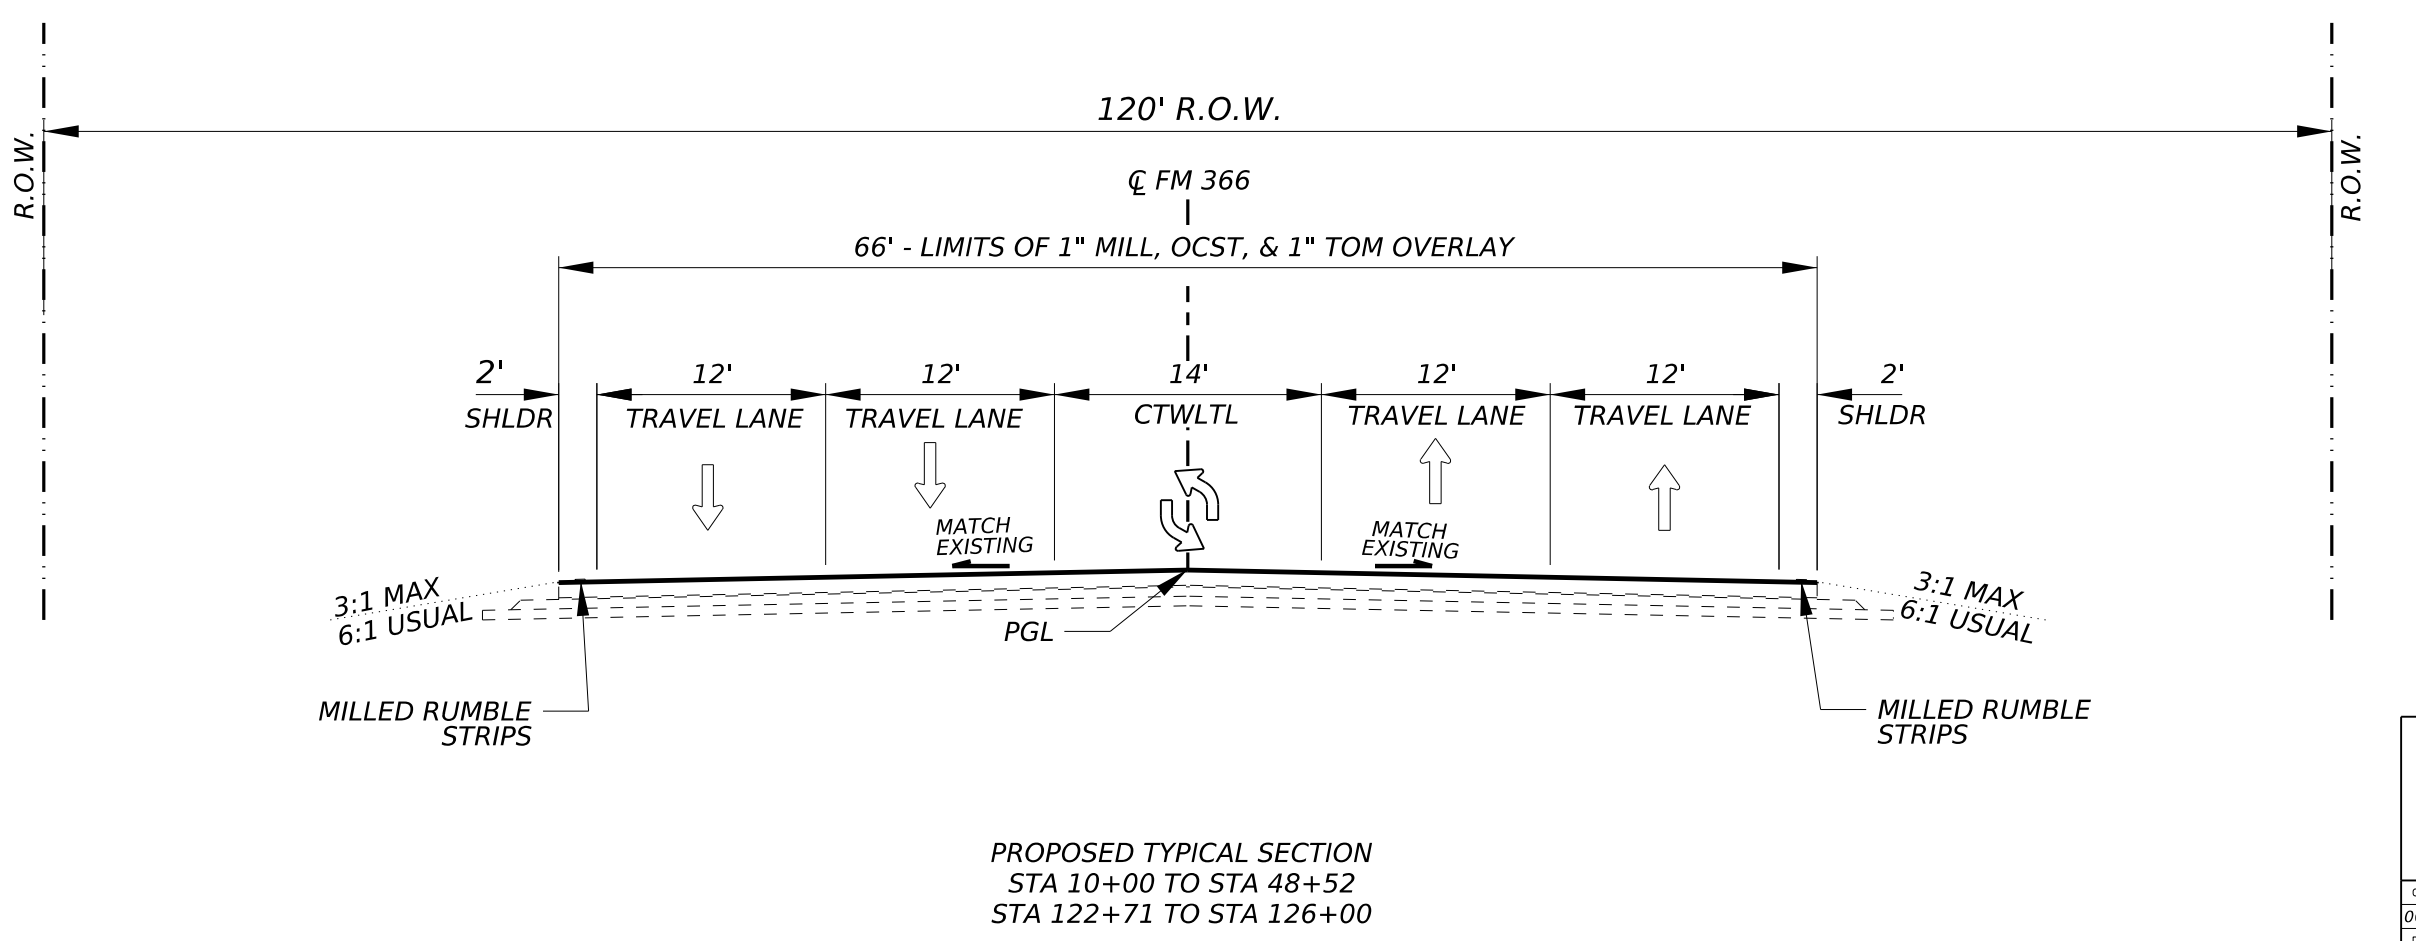 120' R.O.W.
R.O.W.
R.O.W.
℄ FM 366
66' - LIMITS OF 1" MILL, OCST, & 1" TOM OVERLAY
2'
12'
12'
14'
12'
12'
2'
SHLDR
TRAVEL LANE
TRAVEL LANE
CTWLTL
TRAVEL LANE
TRAVEL LANE
SHLDR
MATCH
EXISTING
MATCH
EXISTING
3:1 MAX
6:1 USUAL
3:1 MAX
6:1 USUAL
PGL
MILLED RUMBLE
STRIPS
MILLED RUMBLE
STRIPS
PROPOSED TYPICAL SECTION
STA 10+00 TO STA 48+52
STA 122+71 TO STA 126+00